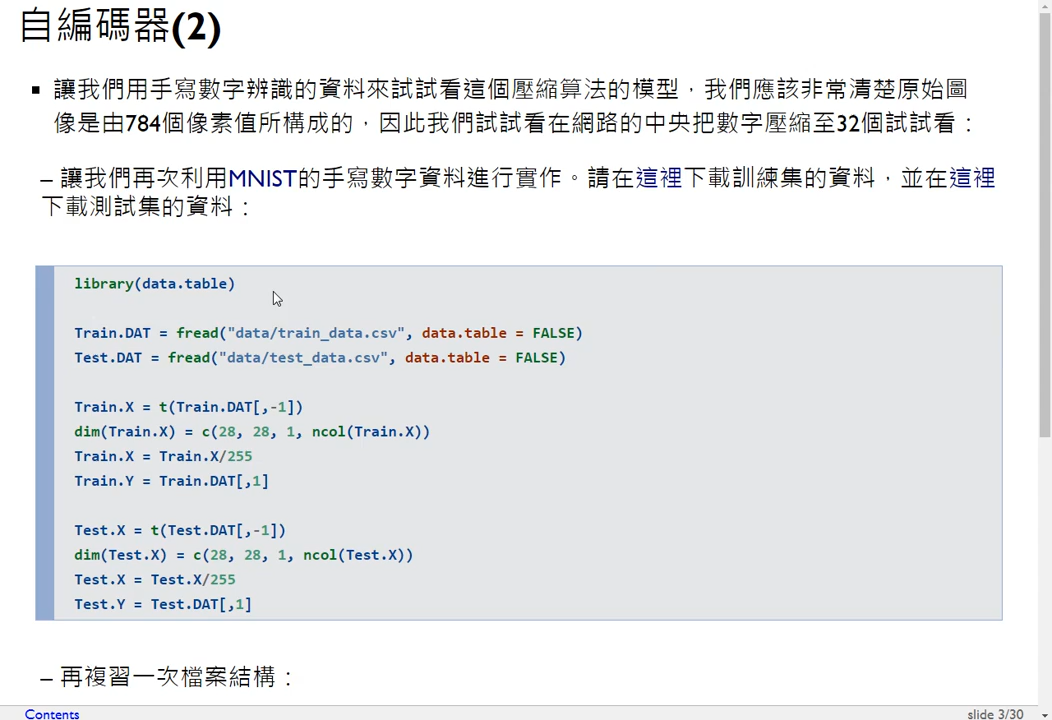 自編碼器(2)
讓我們用手寫數字辨識的資料來試試看這個壓縮算法的模型，我們應該非常清楚原始圖
像是由784個像素值所構成的，因此我們試試看在網路的中央把數字壓縮至32個試試看：
– 讓我們再次利用MNIST的手寫數字資料進行實作。請在這裡下載訓練集的資料，並在這裡
下載測試集的資料：
library(data.table)
Train.DAT = fread("data/train_data.csv", data.table = FALSE)
Test.DAT = fread("data/test_data.csv", data.table = FALSE)
Train.X = t(Train.DAT[,-1])
dim(Train.X) = c(28, 28, 1, ncol(Train.X))
Train.X = Train.X/255
Train.Y = Train.DAT[,1]
Test.X = t(Test.DAT[,-1])
dim(Test.X) = c(28, 28, 1, ncol(Test.X))
Test.X = Test.X/255
Test.Y = Test.DAT[,1]
– 再複習一次檔案結構：
Contents
slide 3/30